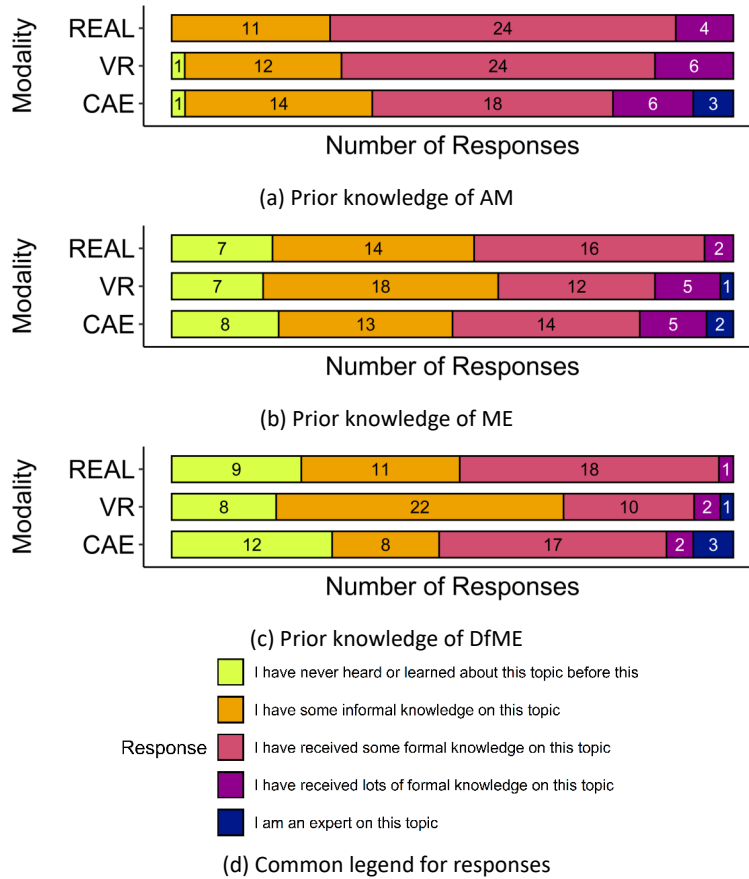 Modality
REAL 11 24 4
VR 1 12 24 6
CAE 1 14 18 6 3
Number of Responses
(a) Prior knowledge of AM
Modality
REAL 7 14 16 2
VR 7 18 12 5 1
CAE 8 13 14 5 2
(b) Prior knowledge of ME
Modality
REAL 9 11 18 1
VR 8 22 10 2 1
CAE 12 8 17 2 3
Number of Responses
(c) Prior knowledge of DfME
Response
I have never heard or learned about this topic before this
I have some informal knowledge on this topic
I have received some formal knowledge on this topic
I have received lots of formal knowledge on this topic
I am an expert on this topic
(d) Common legend for responses